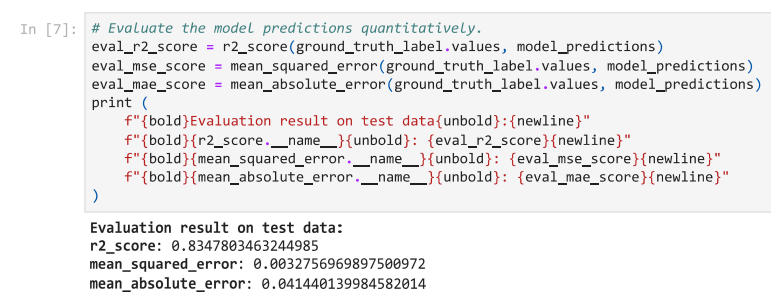 In [7]: # Evaluate the model predictions quantitatively.
eval_r2_score = r2_score(ground_truth_label.values, model_predictions)
eval_mse_score = mean_squared_error(ground_truth_label.values, model_predictions)
eval_mae_score = mean_absolute_error(ground_truth_label.values, model_predictions)
print (
    f"{bold}Evaluation result on test data{unbold}:{newline}"
    f"{bold}{r2_score.__name__}{unbold}: {eval_r2_score}{newline}"
    f"{bold}{mean_squared_error.__name__}{unbold}: {eval_mse_score}{newline}"
    f"{bold}{mean_absolute_error.__name__}{unbold}: {eval_mae_score}{newline}"
)
Evaluation result on test data:
r2_score: 0.8347803463244985
mean_squared_error: 0.0032756969897500972
mean_absolute_error: 0.041440139984582014